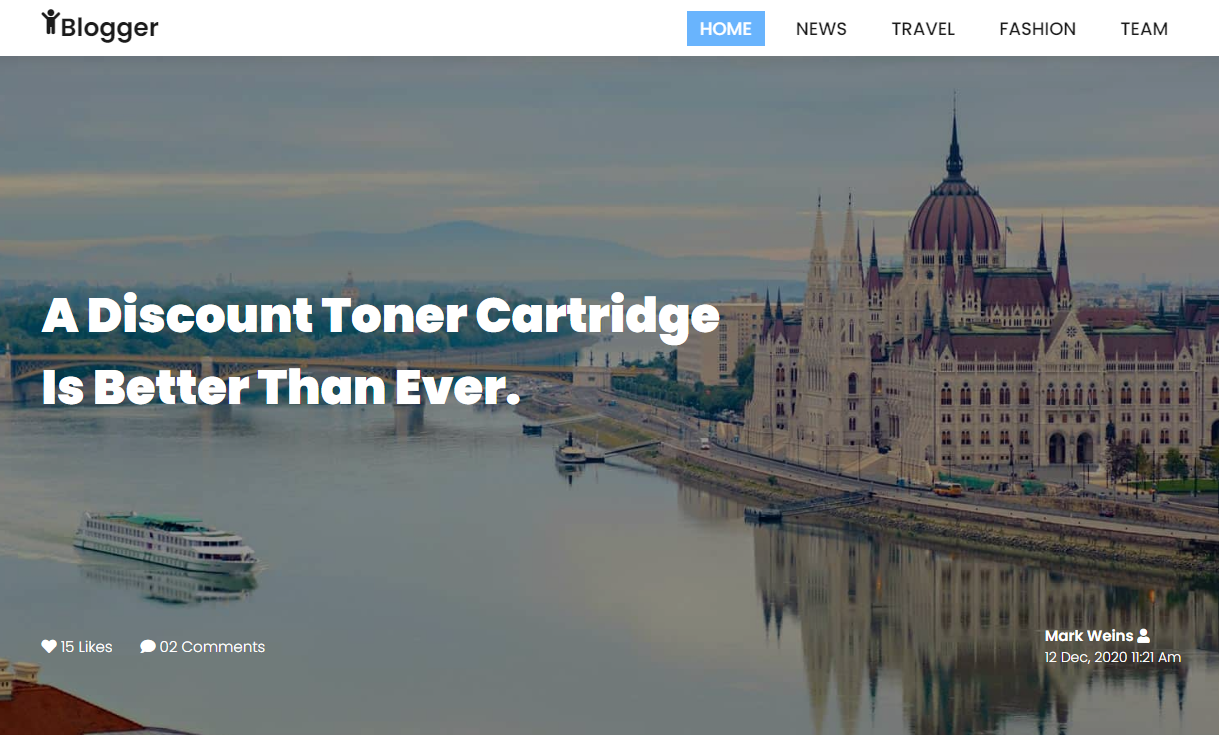 Blogger
HOME NEWS TRAVEL FASHION TEAM
A Discount Toner Cartridge
Is Better Than Ever.
15 Likes 02 Comments
Mark Weins
12 Dec, 2020 11:21 Am